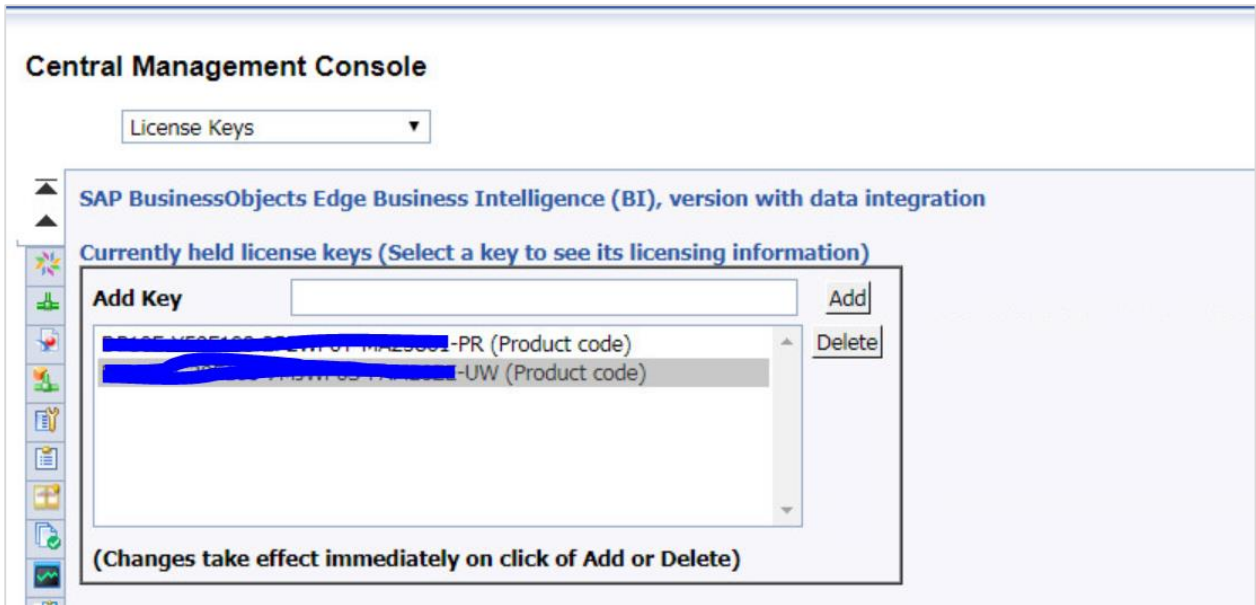 Central Management Console
License Keys
SAP BusinessObjects Edge Business Intelligence (BI), version with data integration
Currently held license keys (Select a key to see its licensing information)
Add Key Add
-PR (Product code) Delete
-UW (Product code)
(Changes take effect immediately on click of Add or Delete)